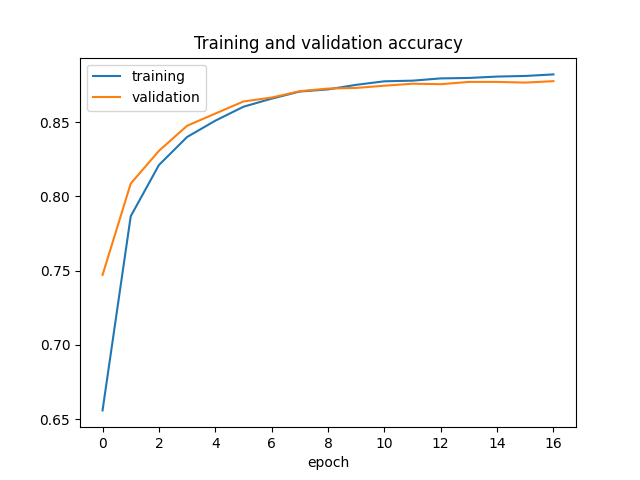 Training and validation accuracy
training
validation
0.85
0.80
0.75
0.70
0.65
0 2 4 6 8 10 12 14 16
epoch